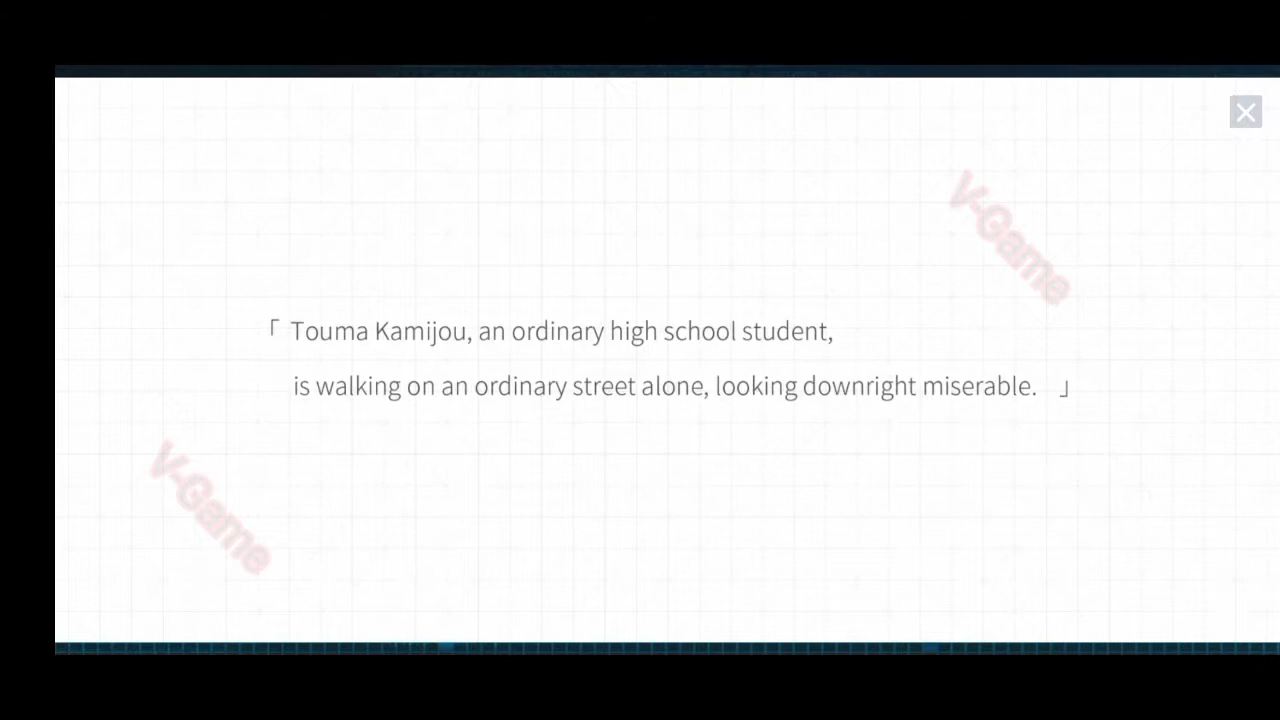 V-Game
「 Touma Kamijou, an ordinary high school student,
is walking on an ordinary street alone, looking downright miserable. 」
V-Game